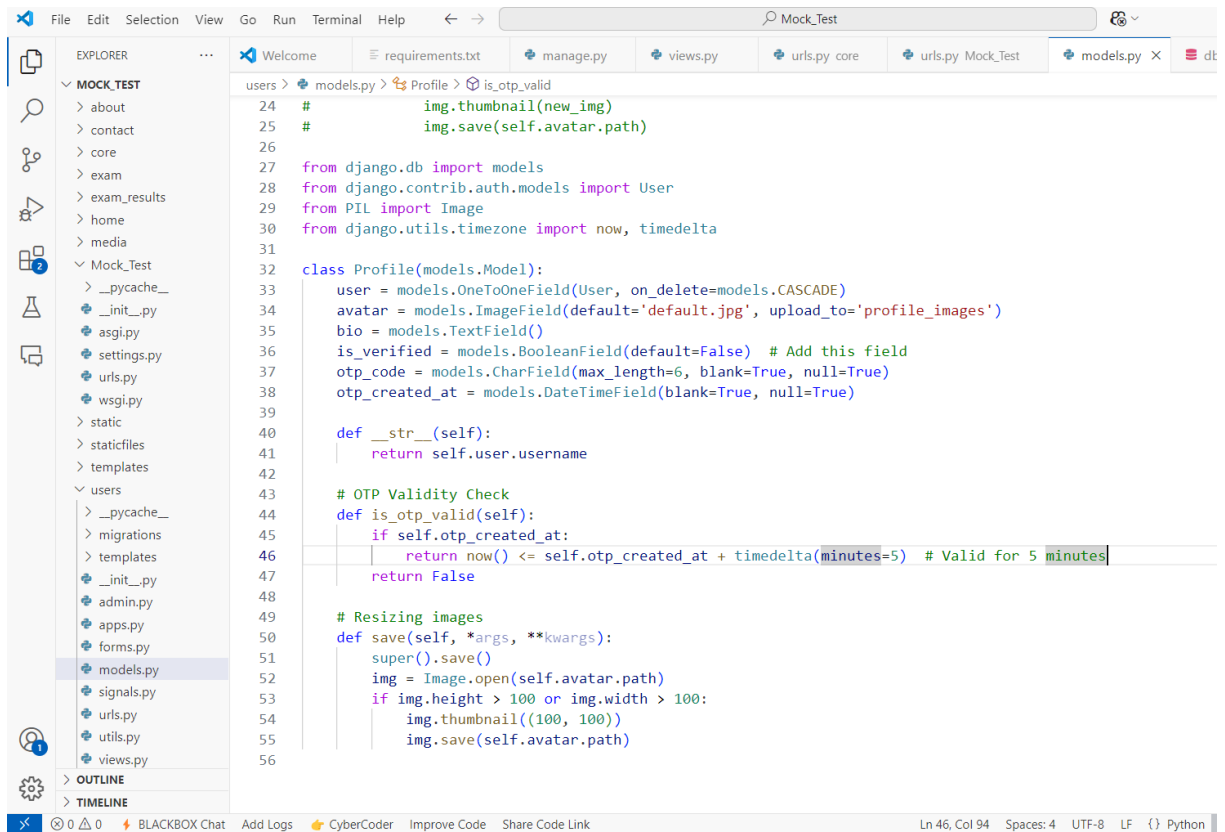 File Edit Selection View Go Run Terminal Help ← → Mock_Test
EXPLORER ...
MOCK_TEST
> about
> contact
> core
> exam
> exam_results
> home
> media
Mock_Test
> __pycache__
__init__.py
asgi.py
settings.py
urls.py
wsgi.py
> static
> staticfiles
> templates
users
> __pycache__
> migrations
> templates
__init__.py
admin.py
apps.py
forms.py
models.py
signals.py
urls.py
utils.py
views.py
> OUTLINE
> TIMELINE
2
1
Welcome requirements.txt manage.py views.py urls.py core urls.py Mock_Test models.py × db
users > models.py > Profile > is_otp_valid
24 # img.thumbnail(new_img)
25 # img.save(self.avatar.path)
26
27 from django.db import models
28 from django.contrib.auth.models import User
29 from PIL import Image
30 from django.utils.timezone import now, timedelta
31
32 class Profile(models.Model):
33 user = models.OneToOneField(User, on_delete=models.CASCADE)
34 avatar = models.ImageField(default='default.jpg', upload_to='profile_images')
35 bio = models.TextField()
36 is_verified = models.BooleanField(default=False) # Add this field
37 otp_code = models.CharField(max_length=6, blank=True, null=True)
38 otp_created_at = models.DateTimeField(blank=True, null=True)
39
40 def __str__(self):
41 return self.user.username
42
43 # OTP Validity Check
44 def is_otp_valid(self):
45 if self.otp_created_at:
46 return now() <= self.otp_created_at + timedelta(minutes=5) # Valid for 5 minutes
47 return False
48
49 # Resizing images
50 def save(self, *args, **kwargs):
51 super().save()
52 img = Image.open(self.avatar.path)
53 if img.height > 100 or img.width > 100:
54 img.thumbnail((100, 100))
55 img.save(self.avatar.path)
56
0 0 BLACKBOX Chat Add Logs CyberCoder Improve Code Share Code Link Ln 46, Col 94 Spaces: 4 UTF-8 LF {} Python